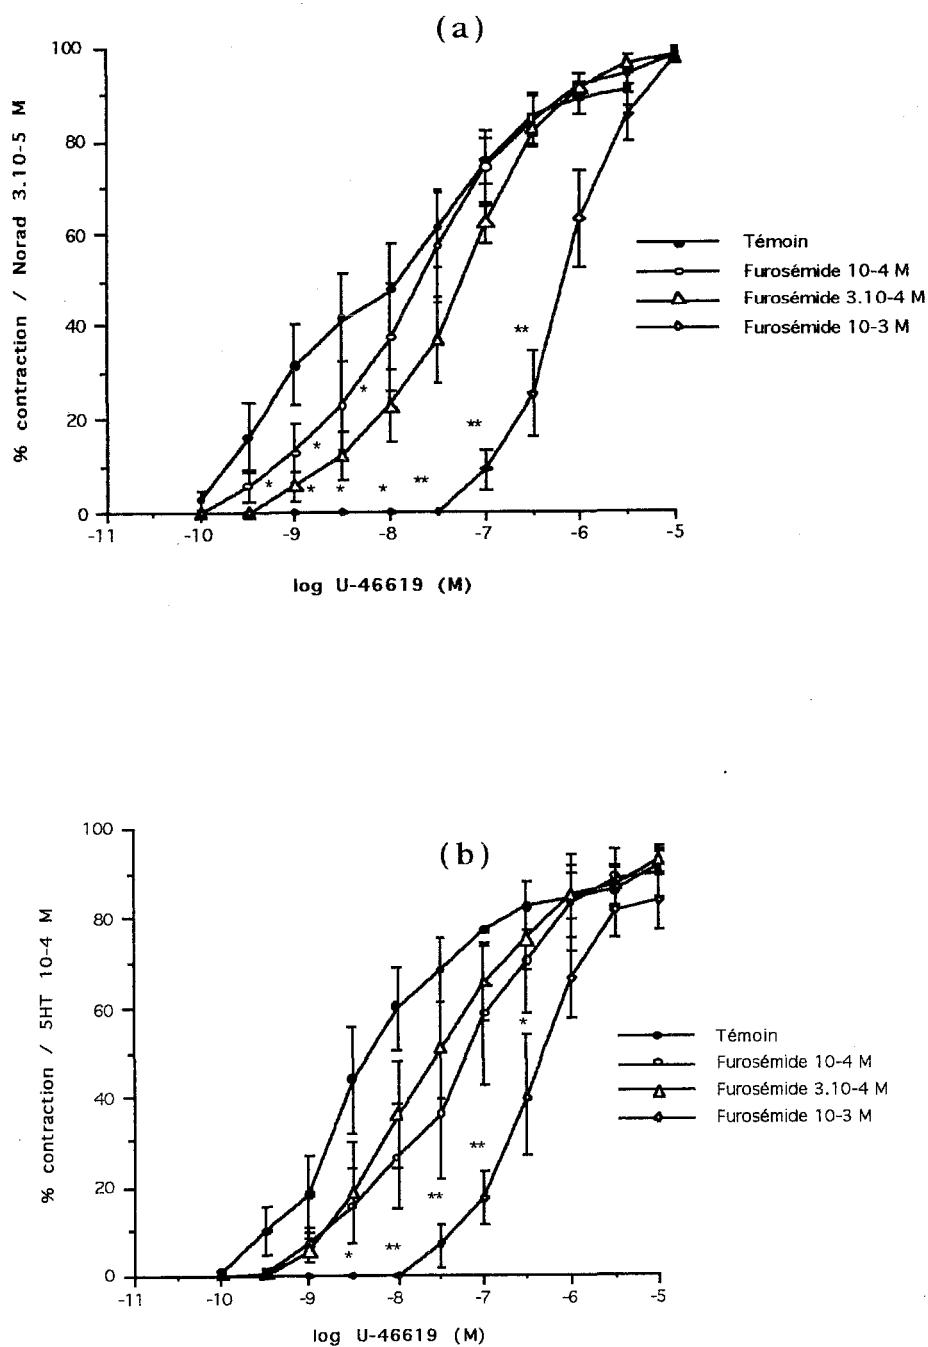 (a)
% contraction / Norad 3.10-5 M
100
80
60
40
20
0
**
*
**
*
*
*
*
*
**
-11
-10
-9
-8
-7
-6
-5
log U-46619 (M)
Témoin
Furosémide 10-4 M
Furosémide 3.10-4 M
Furosémide 10-3 M
(b)
% contraction / 5HT 10-4 M
100
80
60
40
20
0
*
**
**
*
**
-11
-10
-9
-8
-7
-6
-5
log U-46619 (M)
Témoin
Furosémide 10-4 M
Furosémide 3.10-4 M
Furosémide 10-3 M